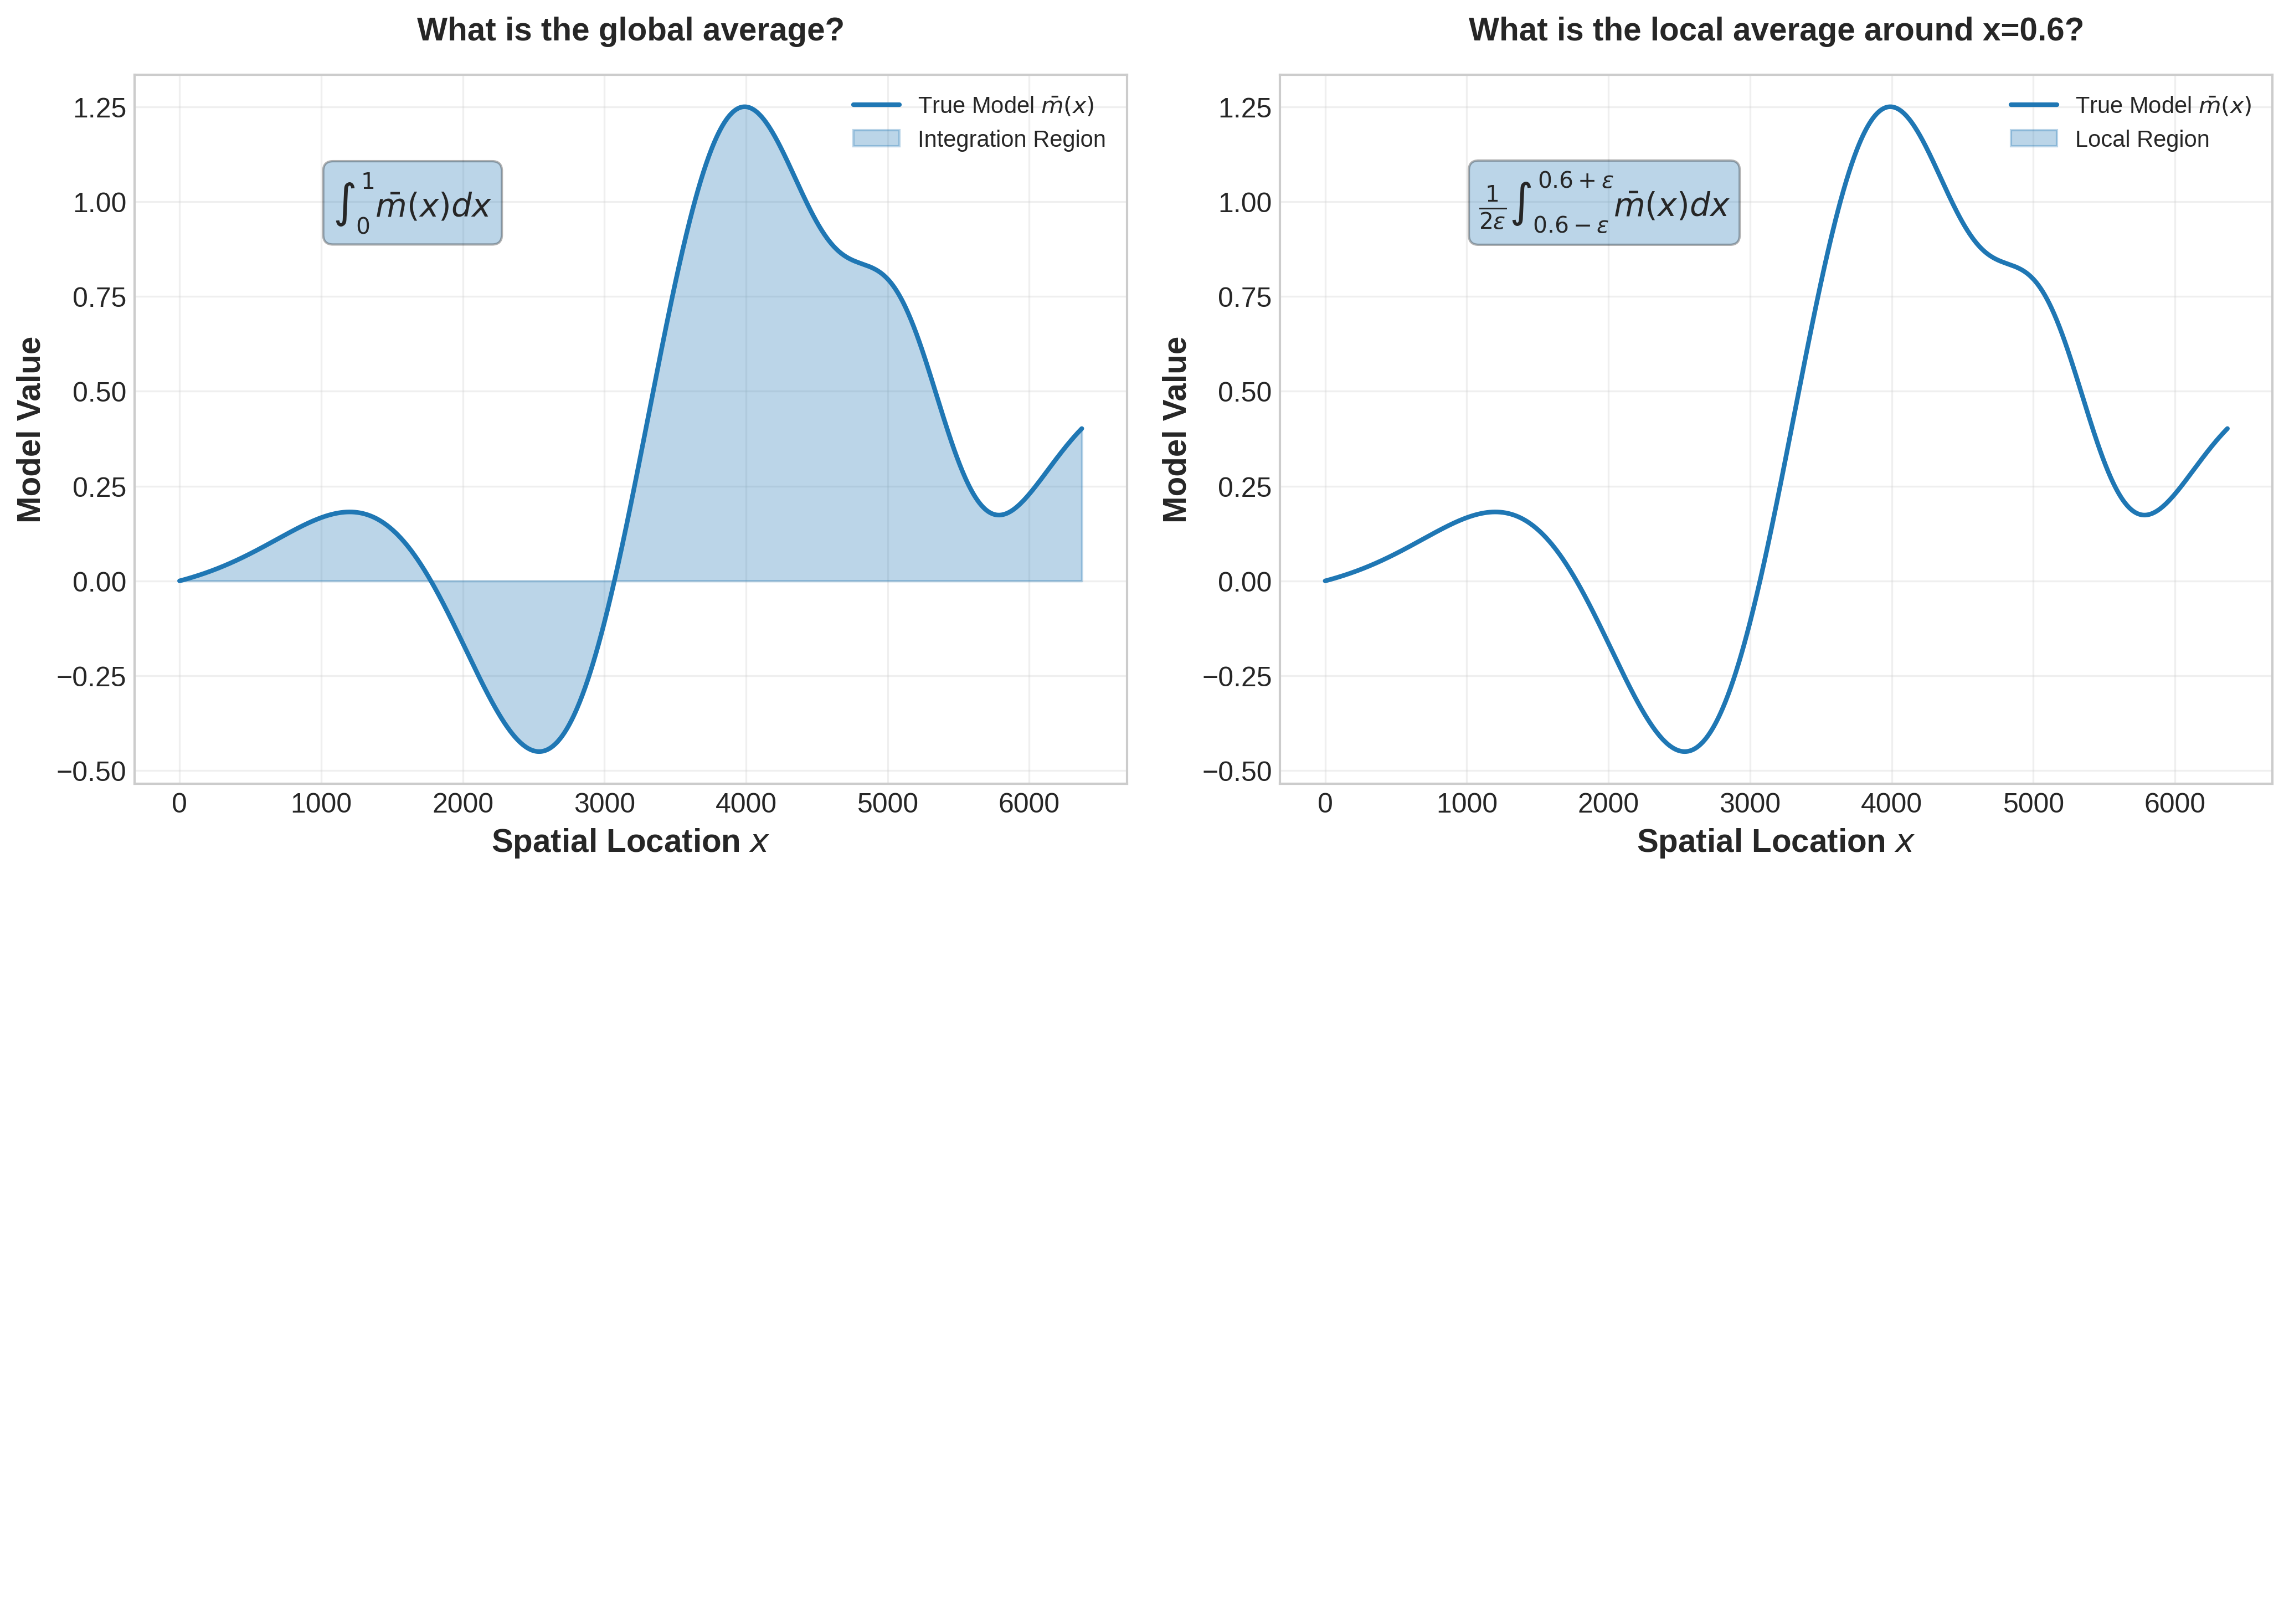 What is the global average?
1.25
1.00
0.75
0.50
0.25
0.00
−0.25
−0.50
Model Value
True Model m̄(x)
Integration Region
∫₀¹ m̄(x)dx
0 1000 2000 3000 4000 5000 6000
Spatial Location x
What is the local average around x=0.6?
1.25
1.00
0.75
0.50
0.25
0.00
−0.25
−0.50
Model Value
True Model m̄(x)
Local Region
1/2ε ∫_{0.6−ε}^{0.6+ε} m̄(x)dx
0 1000 2000 3000 4000 5000 6000
Spatial Location x